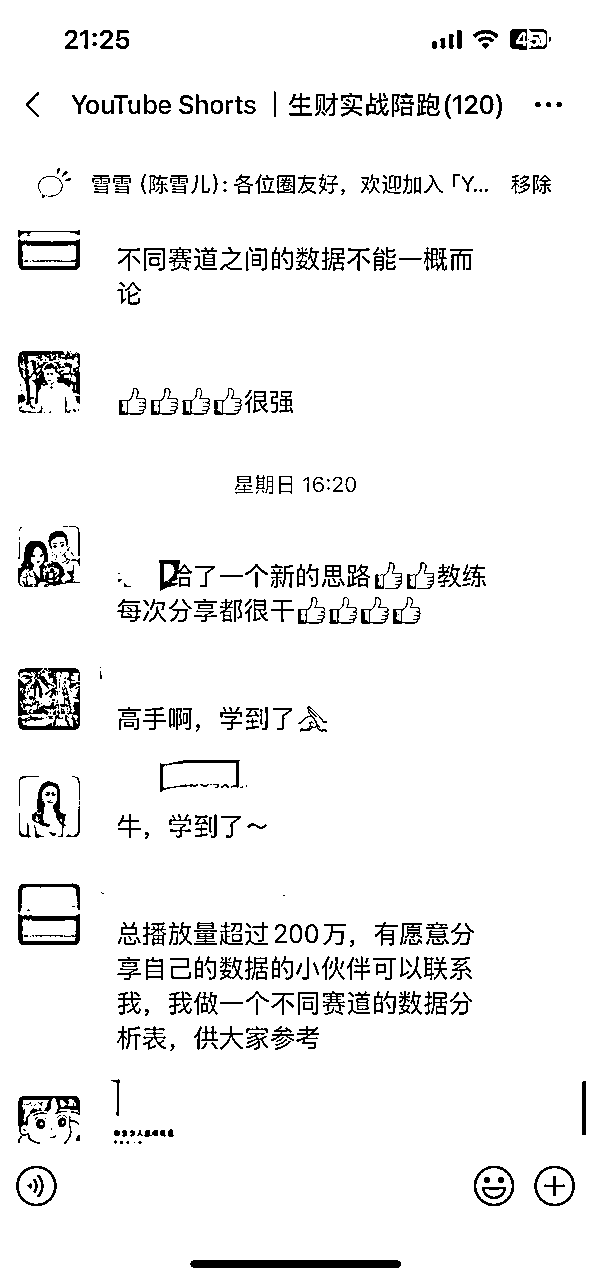 21:25
YouTube Shorts ｜生财实战陪跑(120)
雪雪 (陈雪儿): 各位圈友好，欢迎加入「Y... 移除
不同赛道之间的数据不能一概而
论
👍👍👍👍很强
星期日 16:20
给了一个新的思路👍👍教练
每次分享都很干👍👍👍👍
高手啊，学到了🙏
牛，学到了～
总播放量超过200万，有愿意分
享自己的数据的小伙伴可以联系
我，我做一个不同赛道的数据分
析表，供大家参考